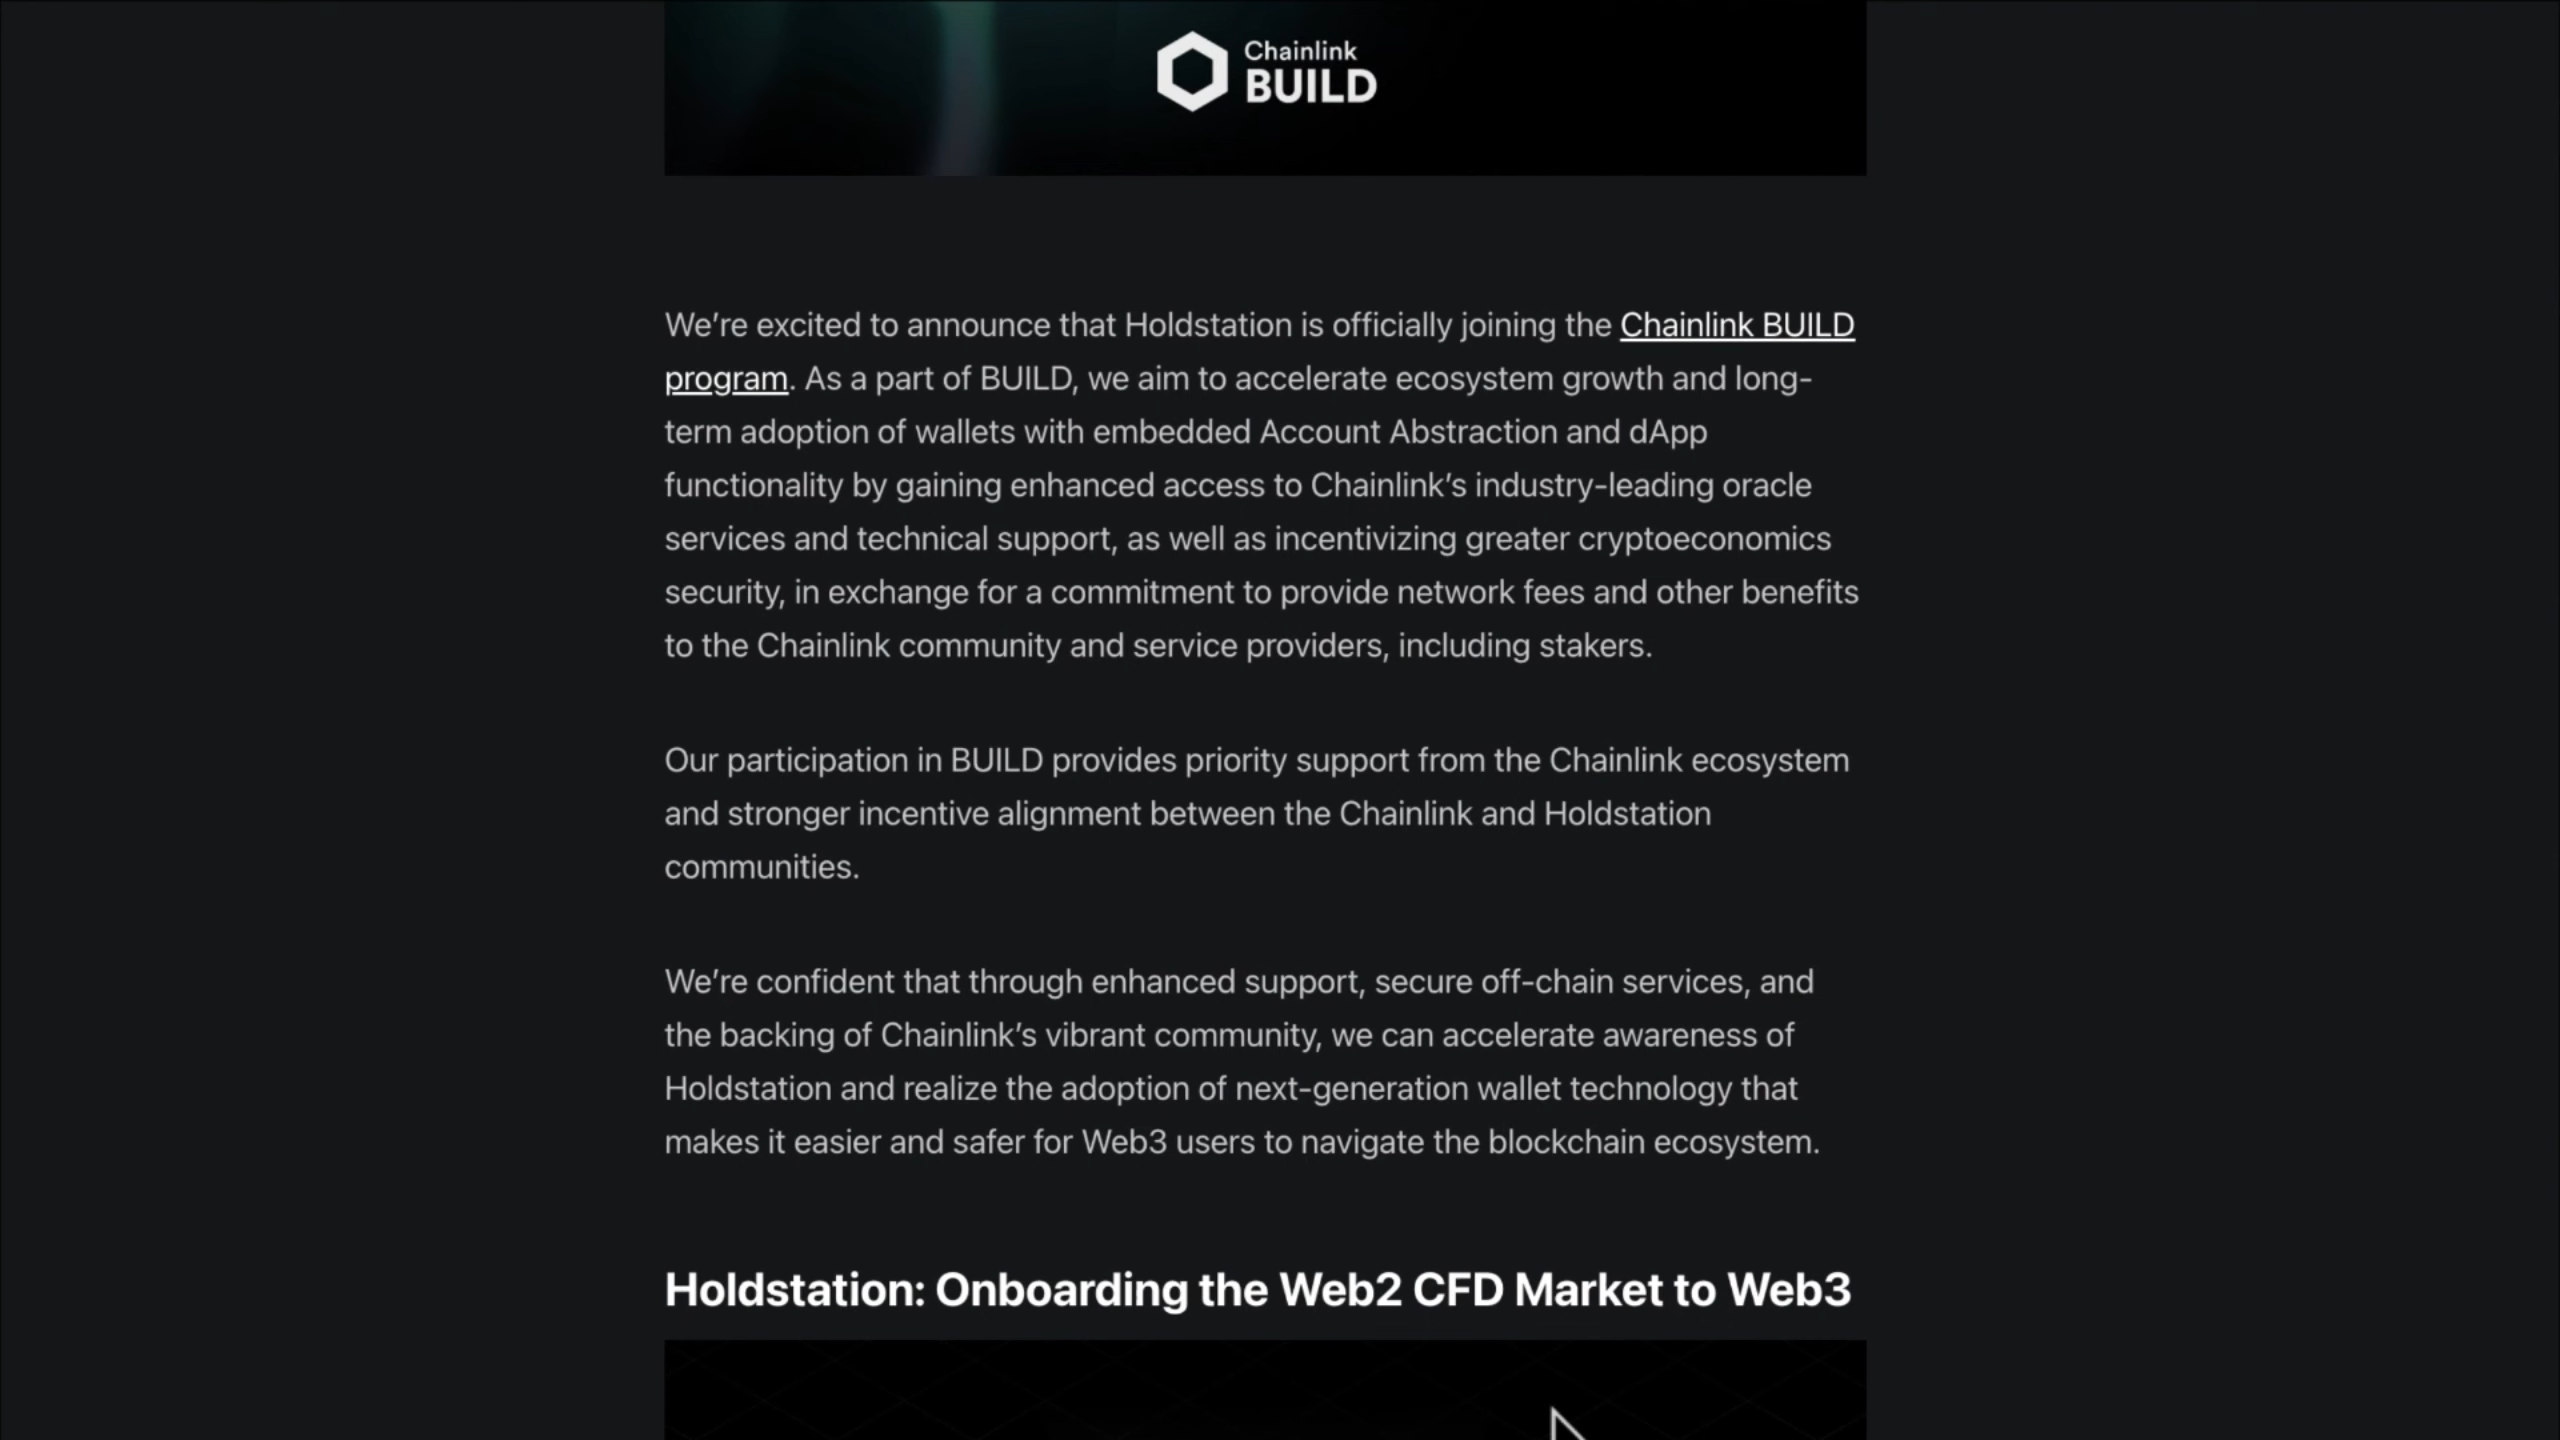 Chainlink
BUILD
We’re excited to announce that Holdstation is officially joining the Chainlink BUILD
program. As a part of BUILD, we aim to accelerate ecosystem growth and long-
term adoption of wallets with embedded Account Abstraction and dApp
functionality by gaining enhanced access to Chainlink’s industry-leading oracle
services and technical support, as well as incentivizing greater cryptoeconomics
security, in exchange for a commitment to provide network fees and other benefits
to the Chainlink community and service providers, including stakers.
Our participation in BUILD provides priority support from the Chainlink ecosystem
and stronger incentive alignment between the Chainlink and Holdstation
communities.
We’re confident that through enhanced support, secure off-chain services, and
the backing of Chainlink’s vibrant community, we can accelerate awareness of
Holdstation and realize the adoption of next-generation wallet technology that
makes it easier and safer for Web3 users to navigate the blockchain ecosystem.
Holdstation: Onboarding the Web2 CFD Market to Web3